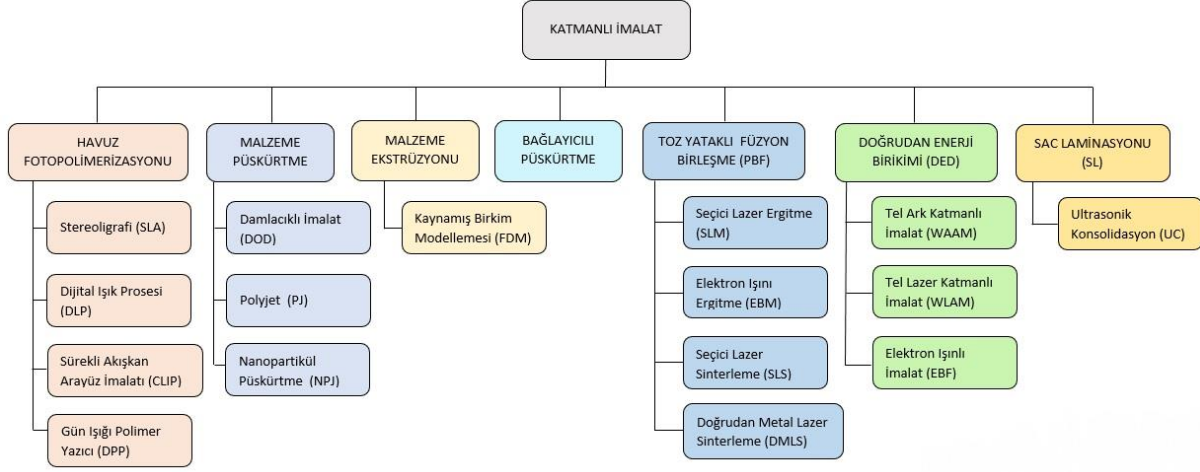 KATMANLI İMALAT
HAVUZ
FOTOPOLİMERİZASYONU
Stereoligrafi (SLA)
Dijital Işık Prosesi
(DLP)
Sürekli Akışkan
Arayüz İmalatı (CLIP)
Gün Işığı Polimer
Yazıcı (DPP)
MALZEME
PÜSKÜRTME
Damlacıklı İmalat
(DOD)
Polyjet (PJ)
Nanopartikül
Püskürtme (NPJ)
MALZEME
EKSTRÜZYONU
Kaynamış Birkim
Modellemesi (FDM)
BAĞLAYICILI
PÜSKÜRTME
TOZ YATAKLI FÜZYON
BİRLEŞME (PBF)
Seçici Lazer Ergitme
(SLM)
Elektron Işını
Ergitme (EBM)
Seçici Lazer
Sinterleme (SLS)
Doğrudan Metal Lazer
Sinterleme (DMLS)
DOĞRUDAN ENERJİ
BİRİKİMİ (DED)
Tel Ark Katmanlı
İmalat (WAAM)
Tel Lazer Katmanlı
İmalat (WLAM)
Elektron Işınlı
İmalat (EBF)
SAC LAMİNASYONU
(SL)
Ultrasonik
Konsolidasyon (UC)